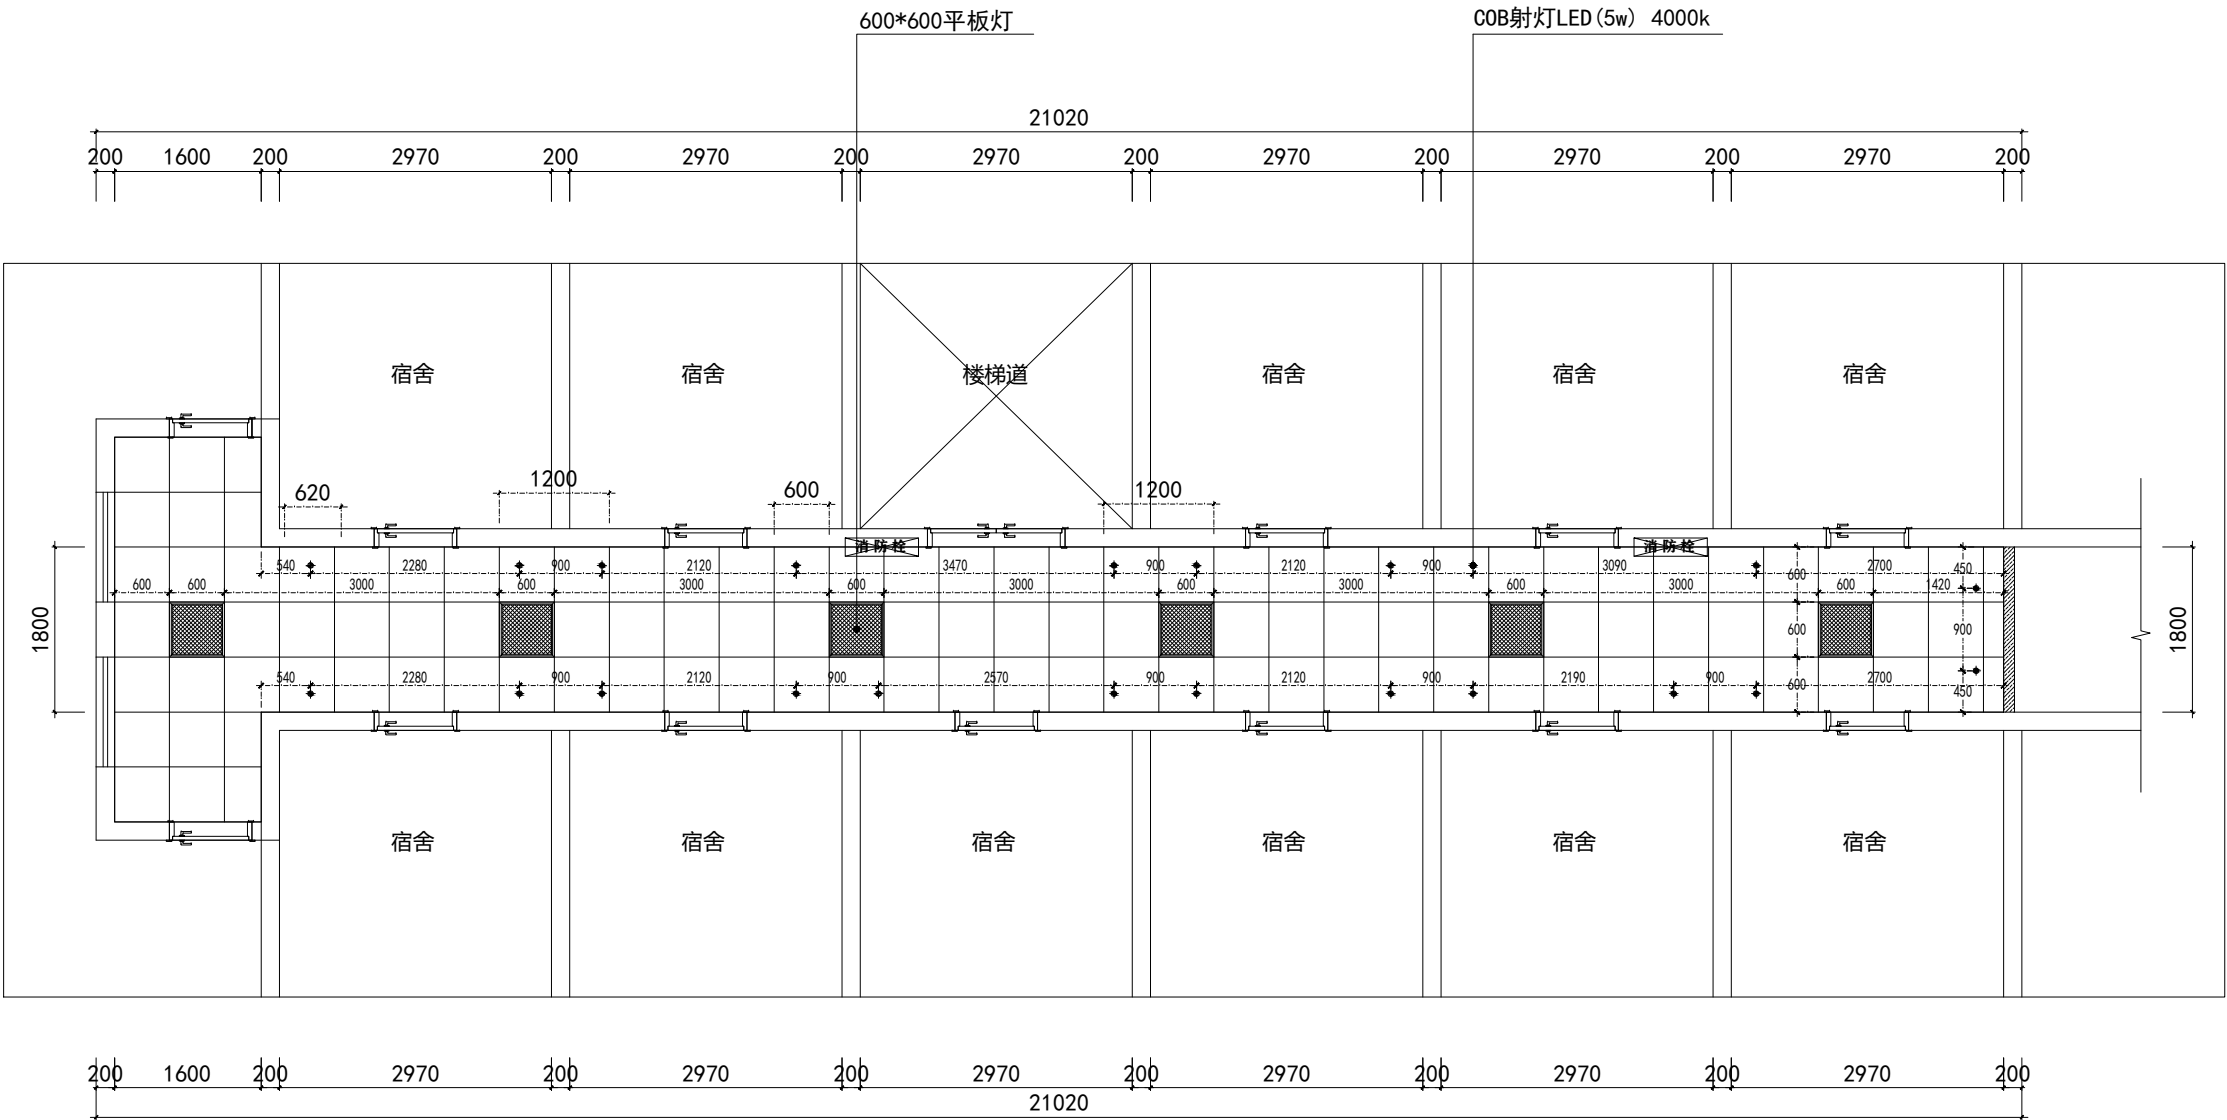 600*600平板灯
COB射灯LED(5w) 4000k
21020
200 1600 200 2970 200 2970 200 2970 200 2970 200 2970 200 2970 200
宿舍 宿舍 楼梯道 宿舍 宿舍 宿舍
620 1200 600 1200
消防栓 消防栓
540 2280 900 2120 3470 900 2120 900 3090 2700 450
600 600 3000 600 3000 600 3000 600 3000 600 3000 600 600 1420
1800 600 900 1800
540 2280 900 2120 900 2570 900 2120 900 2190 900 600 2700 450
宿舍 宿舍 宿舍 宿舍 宿舍 宿舍
200 1600 200 2970 200 2970 200 2970 200 2970 200 2970 200 2970 200
21020